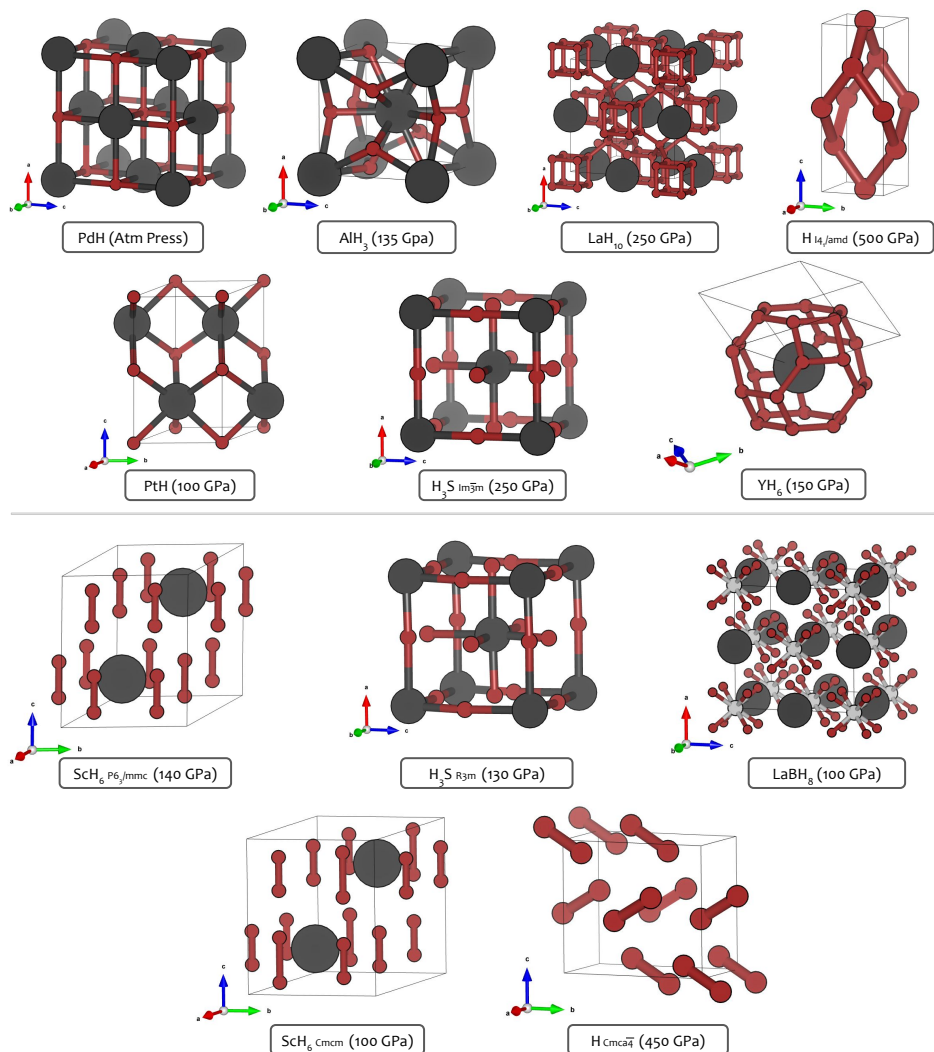 a
b
c
PdH (Atm Press)
a
b
c
AlH₃ (135 Gpa)
a
b
c
LaH₁₀ (250 GPa)
c
a
b
H I4₁/amd (500 GPa)
c
a
b
PtH (100 GPa)
a
b
c
H₃S Im3̅m (250 GPa)
c
a
b
YH₆ (150 GPa)
c
a
b
ScH₆ P6₃/mmc (140 GPa)
a
b
c
H₃S R3m (130 GPa)
a
b
c
LaBH₈ (100 GPa)
c
a
b
ScH₆ Cmcm (100 GPa)
c
a
b
H Cmca4̅ (450 GPa)